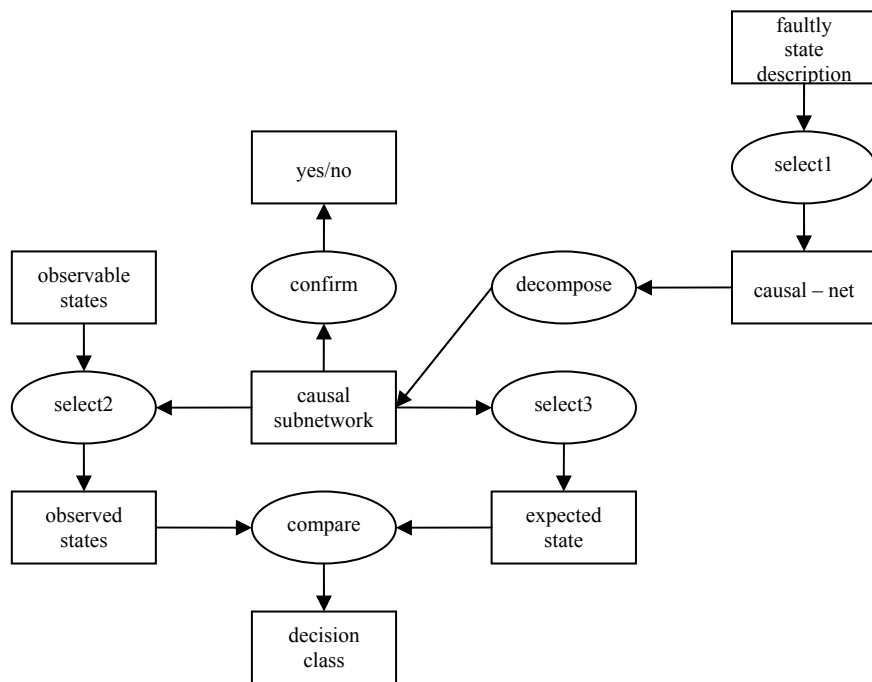 faultly
state
description
select1
yes/no
observable
states
confirm
decompose
causal – net
select2
causal
subnetwork
select3
observed
states
compare
expected
state
decision
class